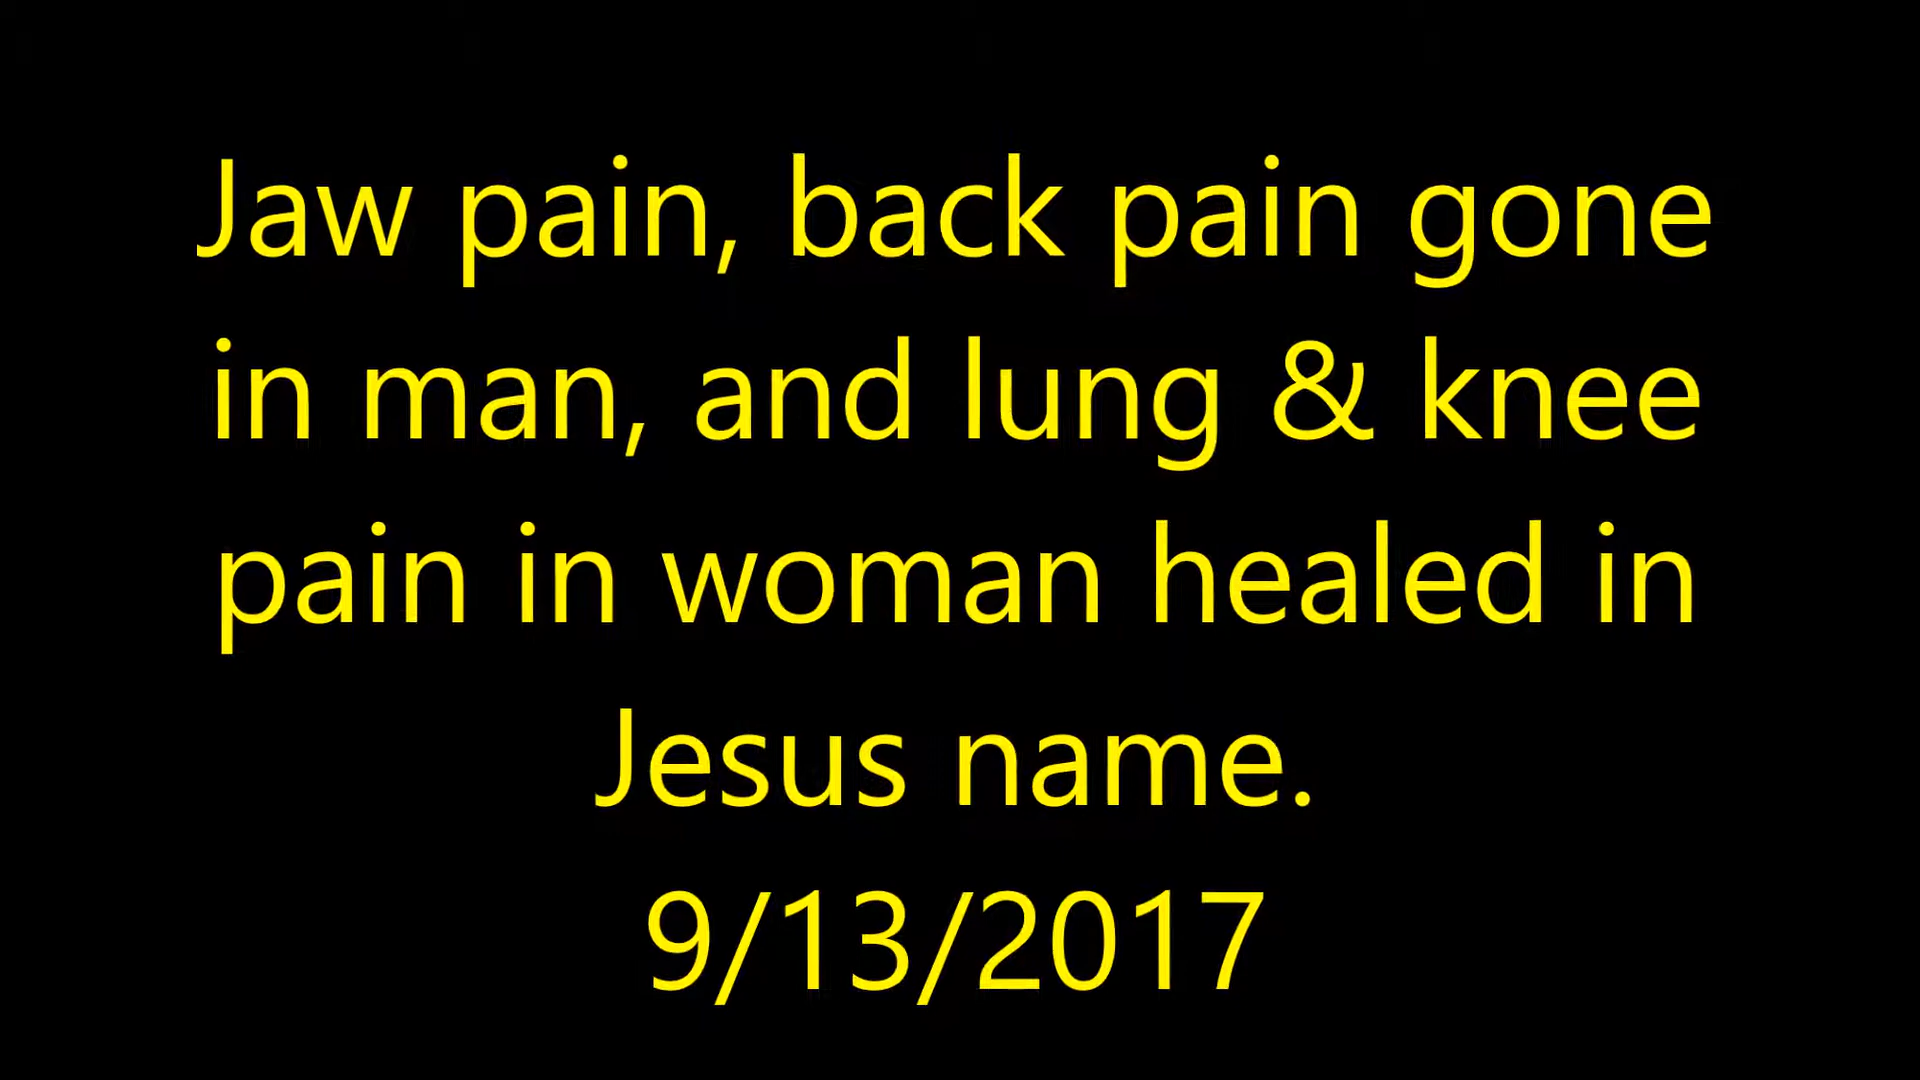 Jaw pain, back pain gone
in man, and lung & knee
pain in woman healed in
Jesus name.
9/13/2017